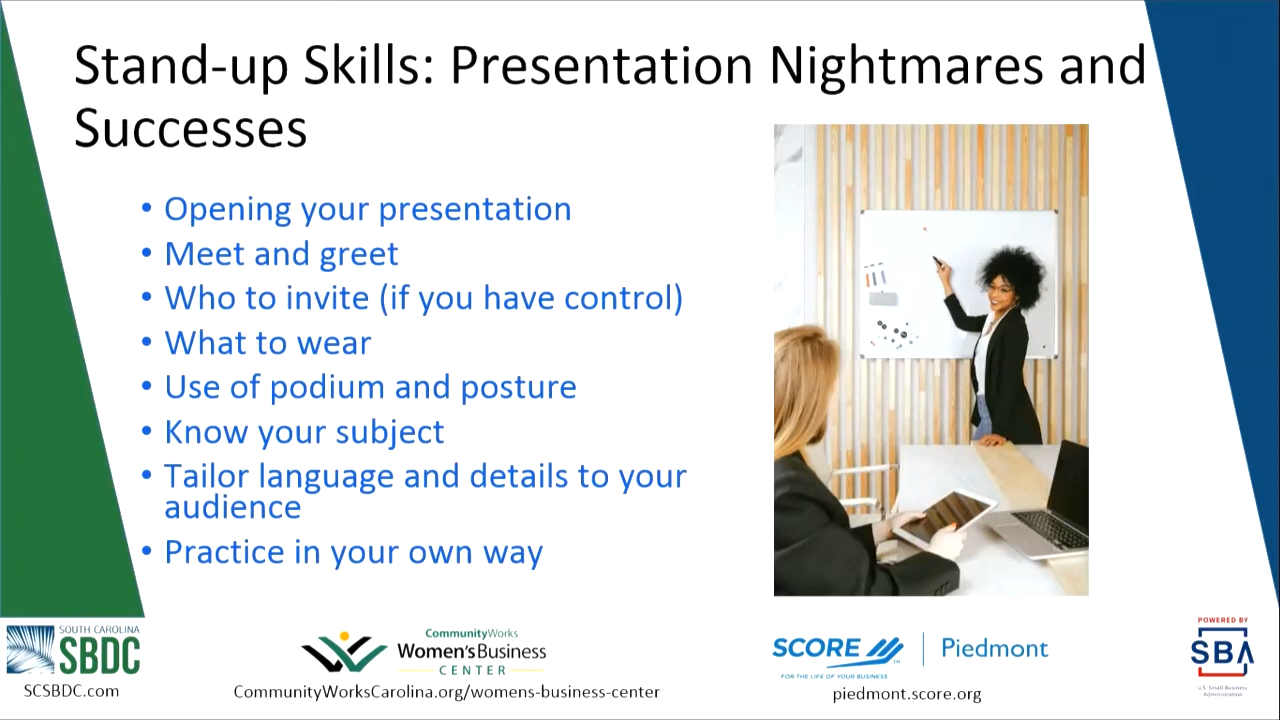 Stand-up Skills: Presentation Nightmares and
Successes
• Opening your presentation
• Meet and greet
• Who to invite (if you have control)
• What to wear
• Use of podium and posture
• Know your subject
• Tailor language and details to your
audience
• Practice in your own way
SOUTH CAROLINA
SBDC
SCSBDC.com
CommunityWorks
Women'sBusiness
CENTER
CommunityWorksCarolina.org/womens-business-center
SCORE
FOR THE LIFE OF YOUR BUSINESS
Piedmont
piedmont.score.org
POWERED BY
SBA
U.S. Small Business
Administration